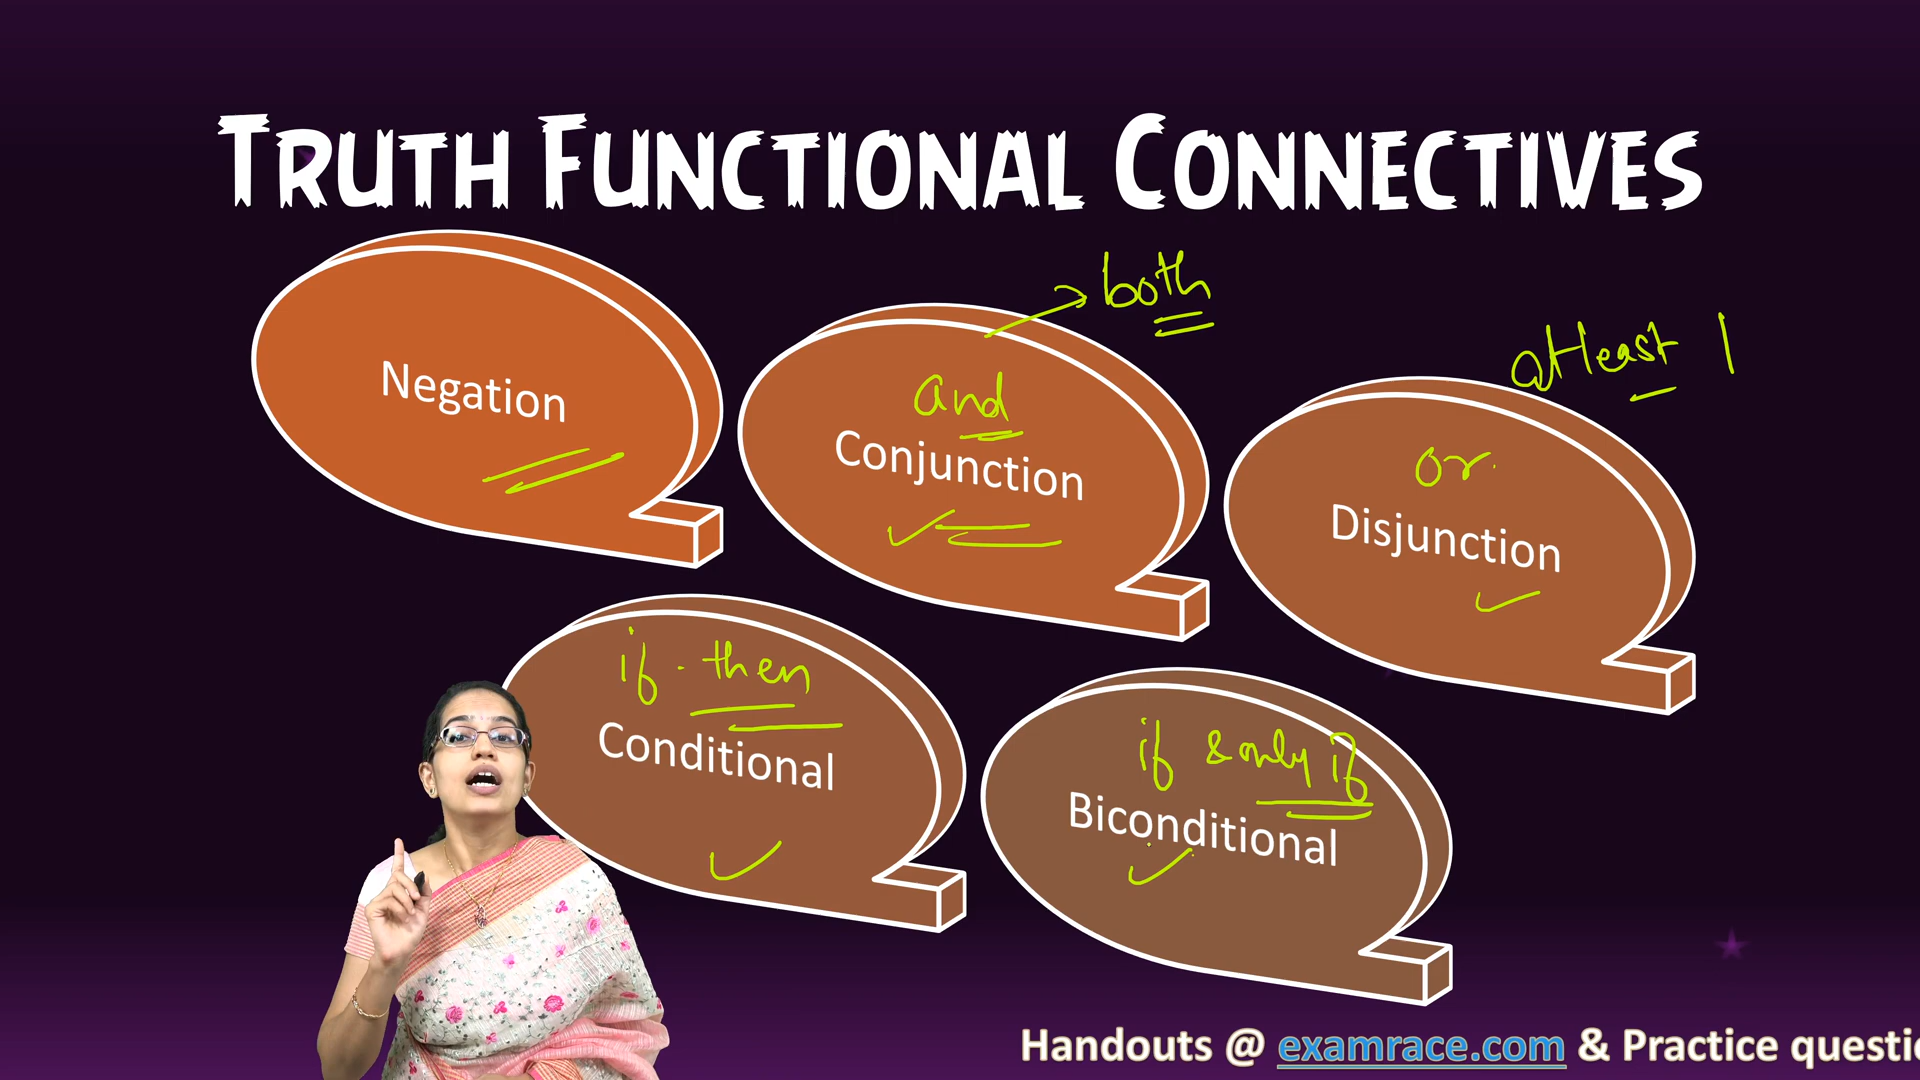 TRUTH FUNCTIONAL CONNECTIVES
both
atleast 1
Negation
and
Conjunction
or
Disjunction
if - then
Conditional
if & only if
Biconditional
Handouts @ examrace.com & Practice questi